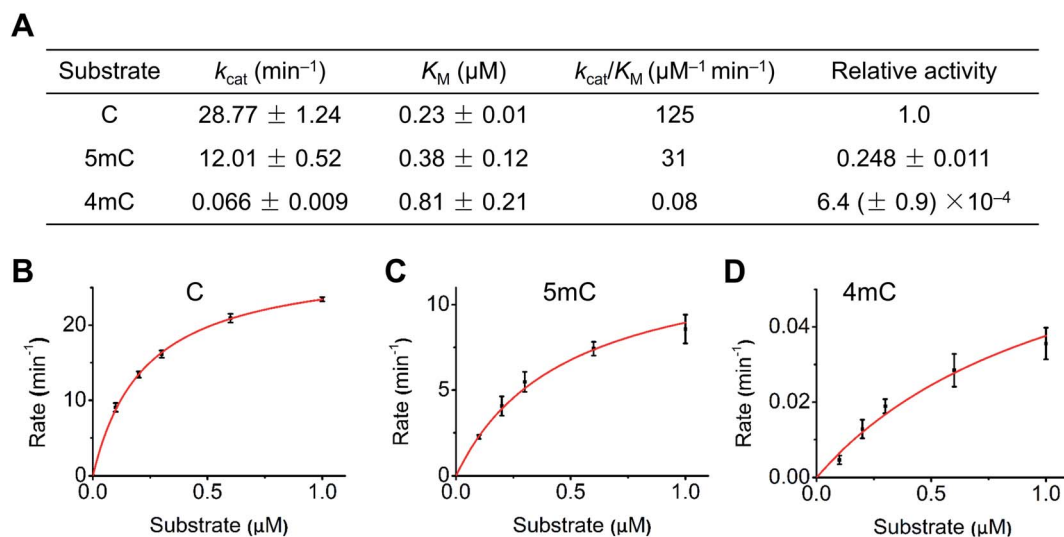 A
Substrate kcat (min–1) KM (μM) kcat/KM (μM–1 min–1) Relative activity
C 28.77 ± 1.24 0.23 ± 0.01 125 1.0
5mC 12.01 ± 0.52 0.38 ± 0.12 31 0.248 ± 0.011
4mC 0.066 ± 0.009 0.81 ± 0.21 0.08 6.4 (± 0.9) ×10–4
B
C
Rate (min-1)
20
10
0
0.0 0.5 1.0
Substrate (μM)
C
5mC
Rate (min-1)
10
5
0
0.0 0.5 1.0
Substrate (μM)
D
4mC
Rate (min-1)
0.04
0.02
0.00
0.0 0.5 1.0
Substrate (μM)